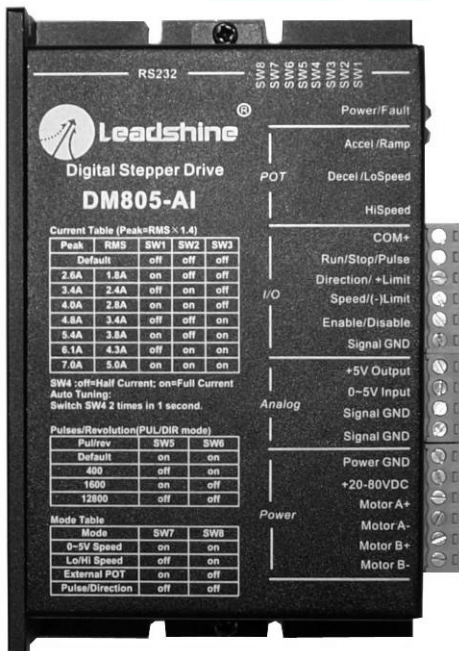 RS232
SW8 SW7 SW6 SW5 SW4 SW3 SW2 SW1
Leadshine ®
Digital Stepper Drive
DM805-AI
Current Table (Peak=RMS×1.4)
Peak RMS SW1 SW2 SW3
Default off off off
2.6A 1.8A on off off
3.4A 2.4A off on off
4.0A 2.8A on on off
4.8A 3.4A off off on
5.4A 3.8A on off on
6.1A 4.3A off on on
7.0A 5.0A on on on
SW4 :off=Half Current; on=Full Current
Auto Tuning:
Switch SW4 2 times in 1 second.
Pulses/Revolution(PUL/DIR mode)
Pul/rev SW5 SW6
Default on on
400 off on
1600 on off
12800 off off
Mode Table
Mode SW7 SW8
0~5V Speed on on
Lo/Hi Speed off on
External POT on off
Pulse/Direction off off
Power/Fault
POT
Accel /Ramp
Decel /LoSpeed
HiSpeed
I/O
COM+
Run/Stop/Pulse
Direction/ +Limit
Speed/(-)Limit
Enable/Disable
Signal GND
Analog
+5V Output
0~5V Input
Signal GND
Signal GND
Power
Power GND
+20-80VDC
Motor A+
Motor A-
Motor B+
Motor B-